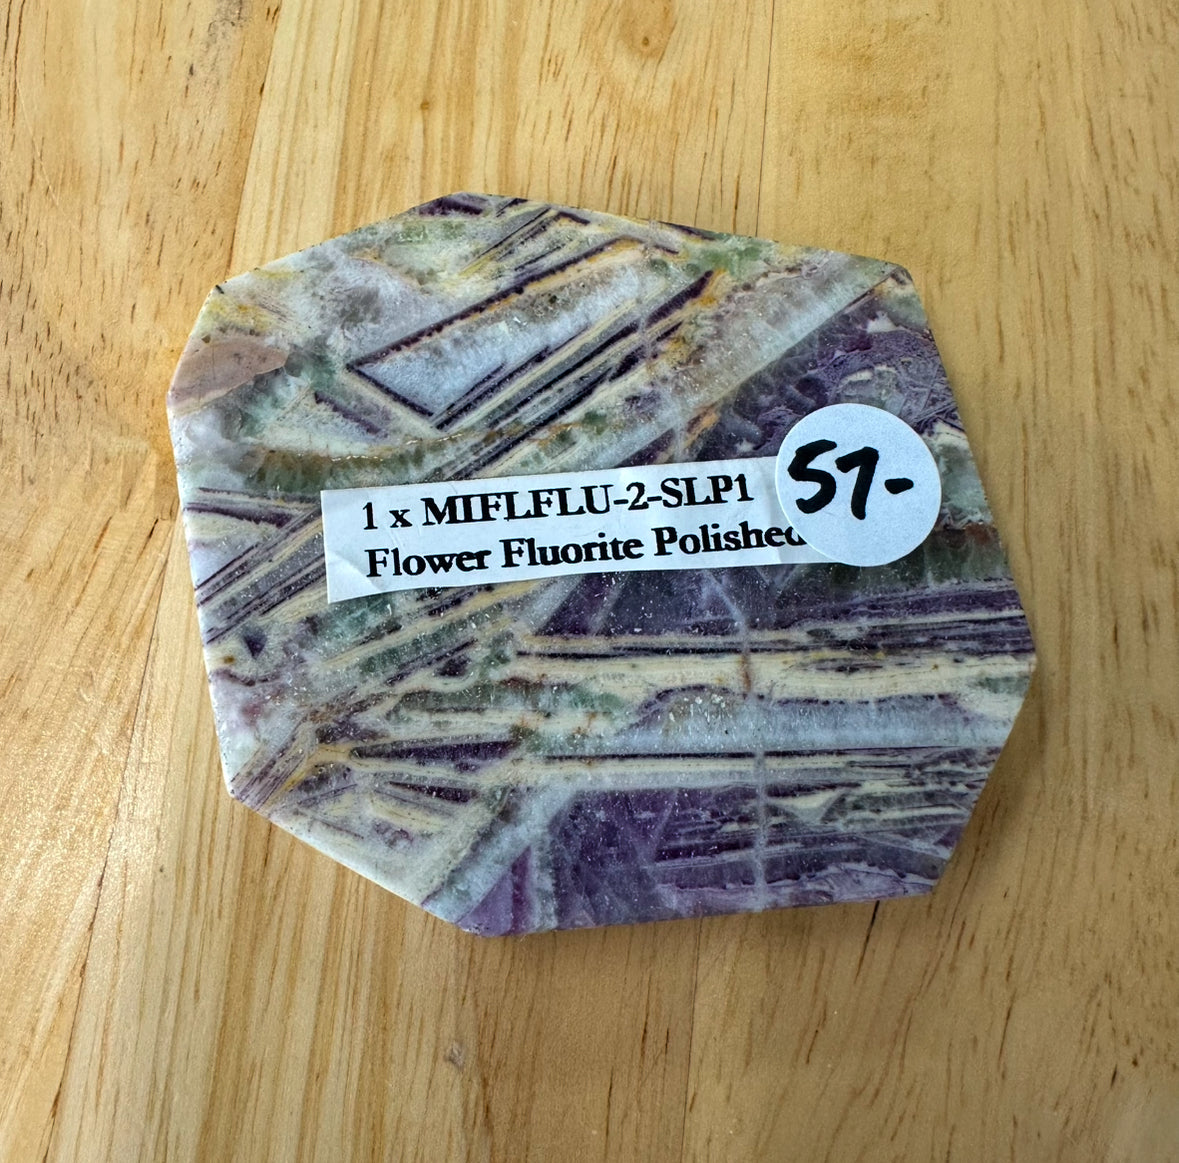 1 x MIFLFLU-2-SLP1
Flower Fluorite Polished
57-